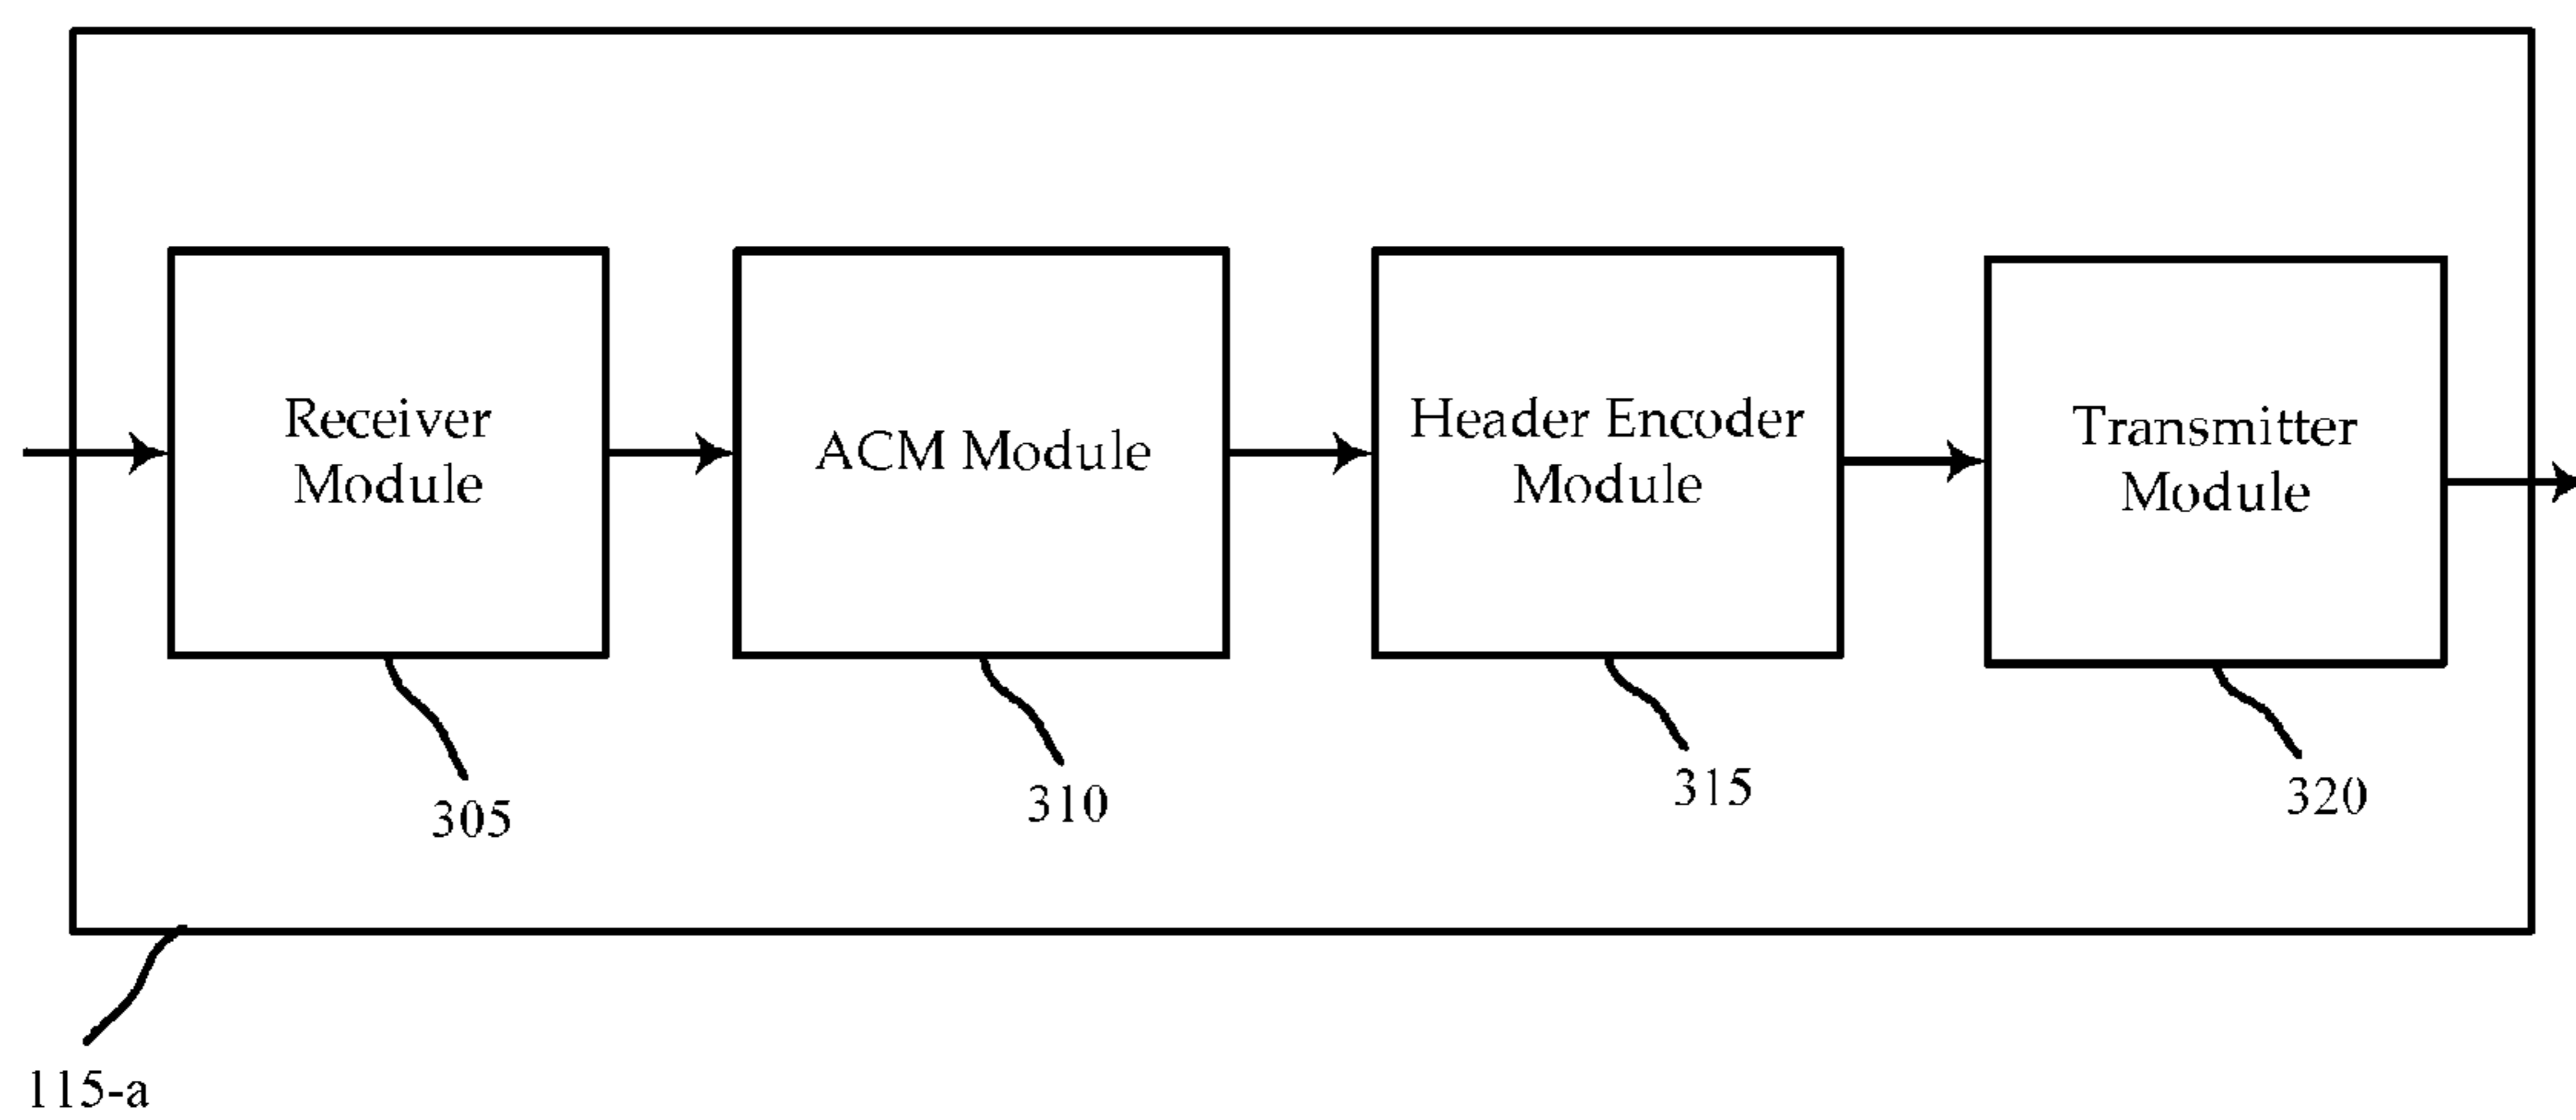 Receiver
Module
ACM Module
Header Encoder
Module
Transmitter
Module
305
310
315
320
115-a